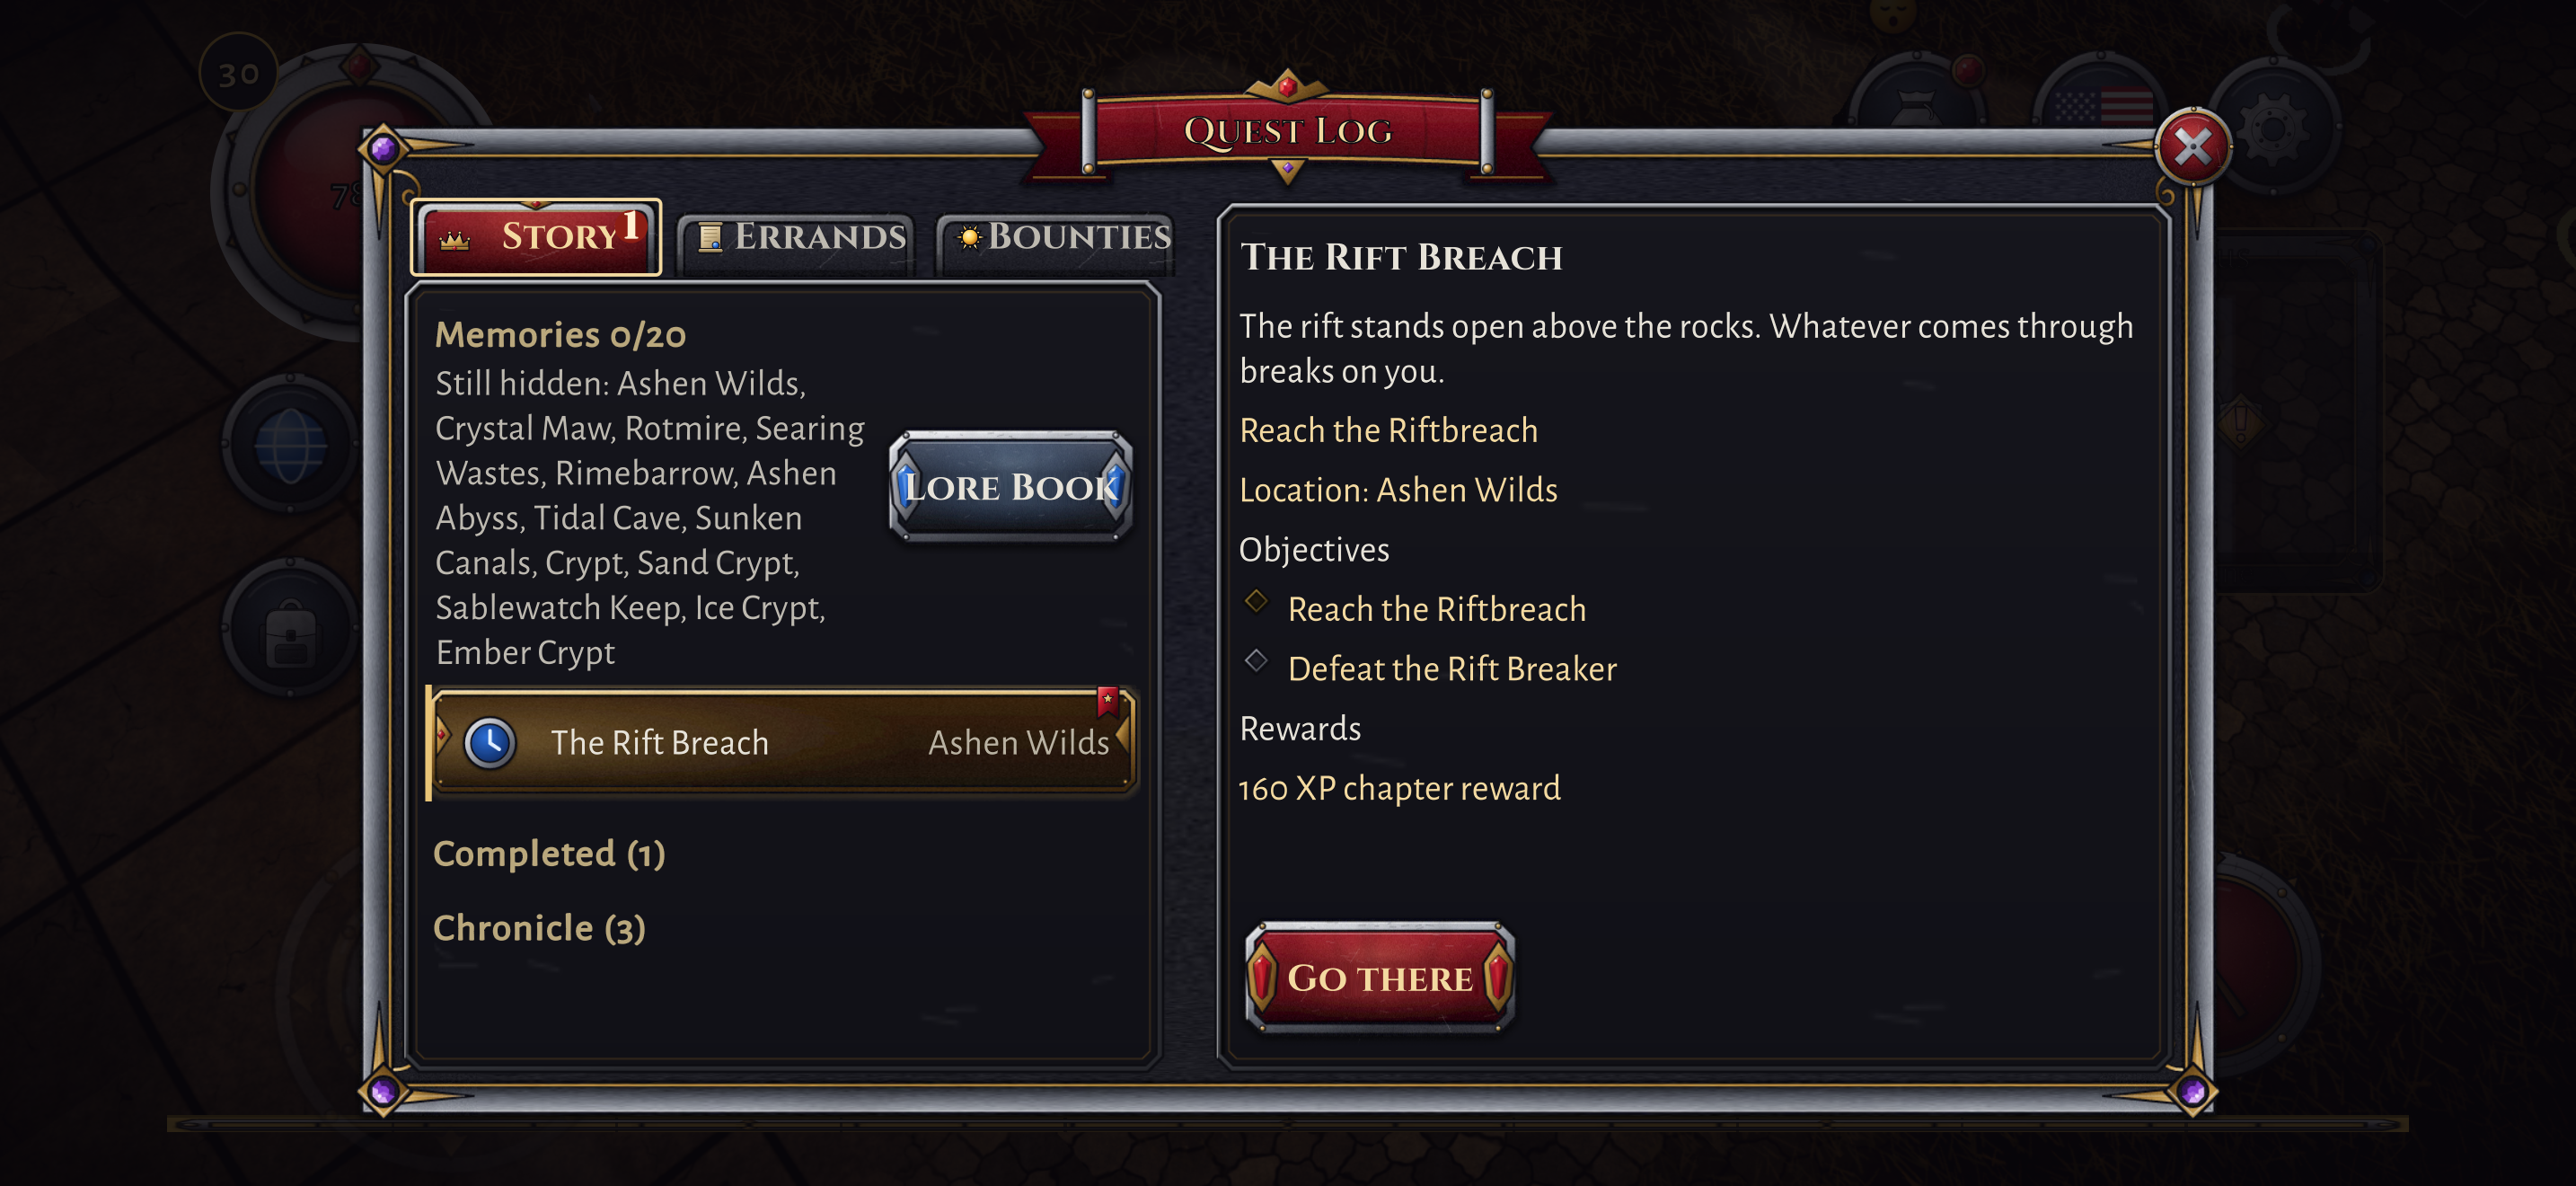 30
78
QUEST LOG
STORY 1
ERRANDS
BOUNTIES
Memories 0/20
Still hidden: Ashen Wilds,
Crystal Maw, Rotmire, Searing
Wastes, Rimebarrow, Ashen
Abyss, Tidal Cave, Sunken
Canals, Crypt, Sand Crypt,
Sablewatch Keep, Ice Crypt,
Ember Crypt
LORE BOOK
The Rift Breach
Ashen Wilds
Completed (1)
Chronicle (3)
THE RIFT BREACH
The rift stands open above the rocks. Whatever comes through
breaks on you.
Reach the Riftbreach
Location: Ashen Wilds
Objectives
Reach the Riftbreach
Defeat the Rift Breaker
Rewards
160 XP chapter reward
GO THERE